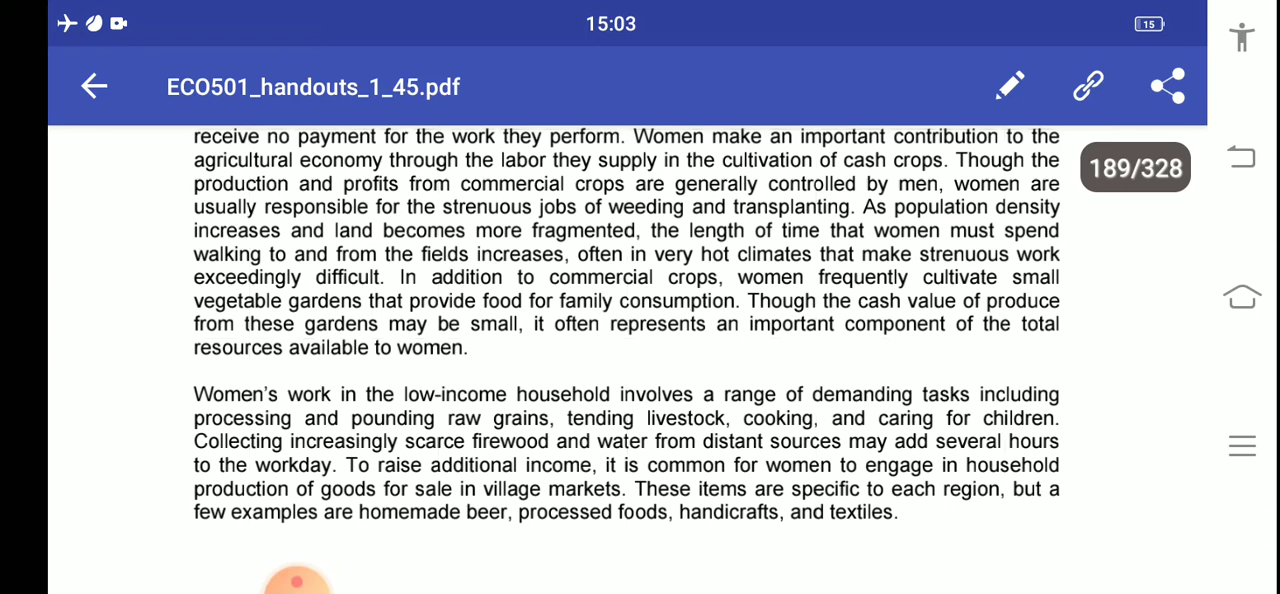 15:03
15
ECO501_handouts_1_45.pdf
receive no payment for the work they perform. Women make an important contribution to the
agricultural economy through the labor they supply in the cultivation of cash crops. Though the
production and profits from commercial crops are generally controlled by men, women are
usually responsible for the strenuous jobs of weeding and transplanting. As population density
increases and land becomes more fragmented, the length of time that women must spend
walking to and from the fields increases, often in very hot climates that make strenuous work
exceedingly difficult. In addition to commercial crops, women frequently cultivate small
vegetable gardens that provide food for family consumption. Though the cash value of produce
from these gardens may be small, it often represents an important component of the total
resources available to women.
189/328
Women's work in the low-income household involves a range of demanding tasks including
processing and pounding raw grains, tending livestock, cooking, and caring for children.
Collecting increasingly scarce firewood and water from distant sources may add several hours
to the workday. To raise additional income, it is common for women to engage in household
production of goods for sale in village markets. These items are specific to each region, but a
few examples are homemade beer, processed foods, handicrafts, and textiles.